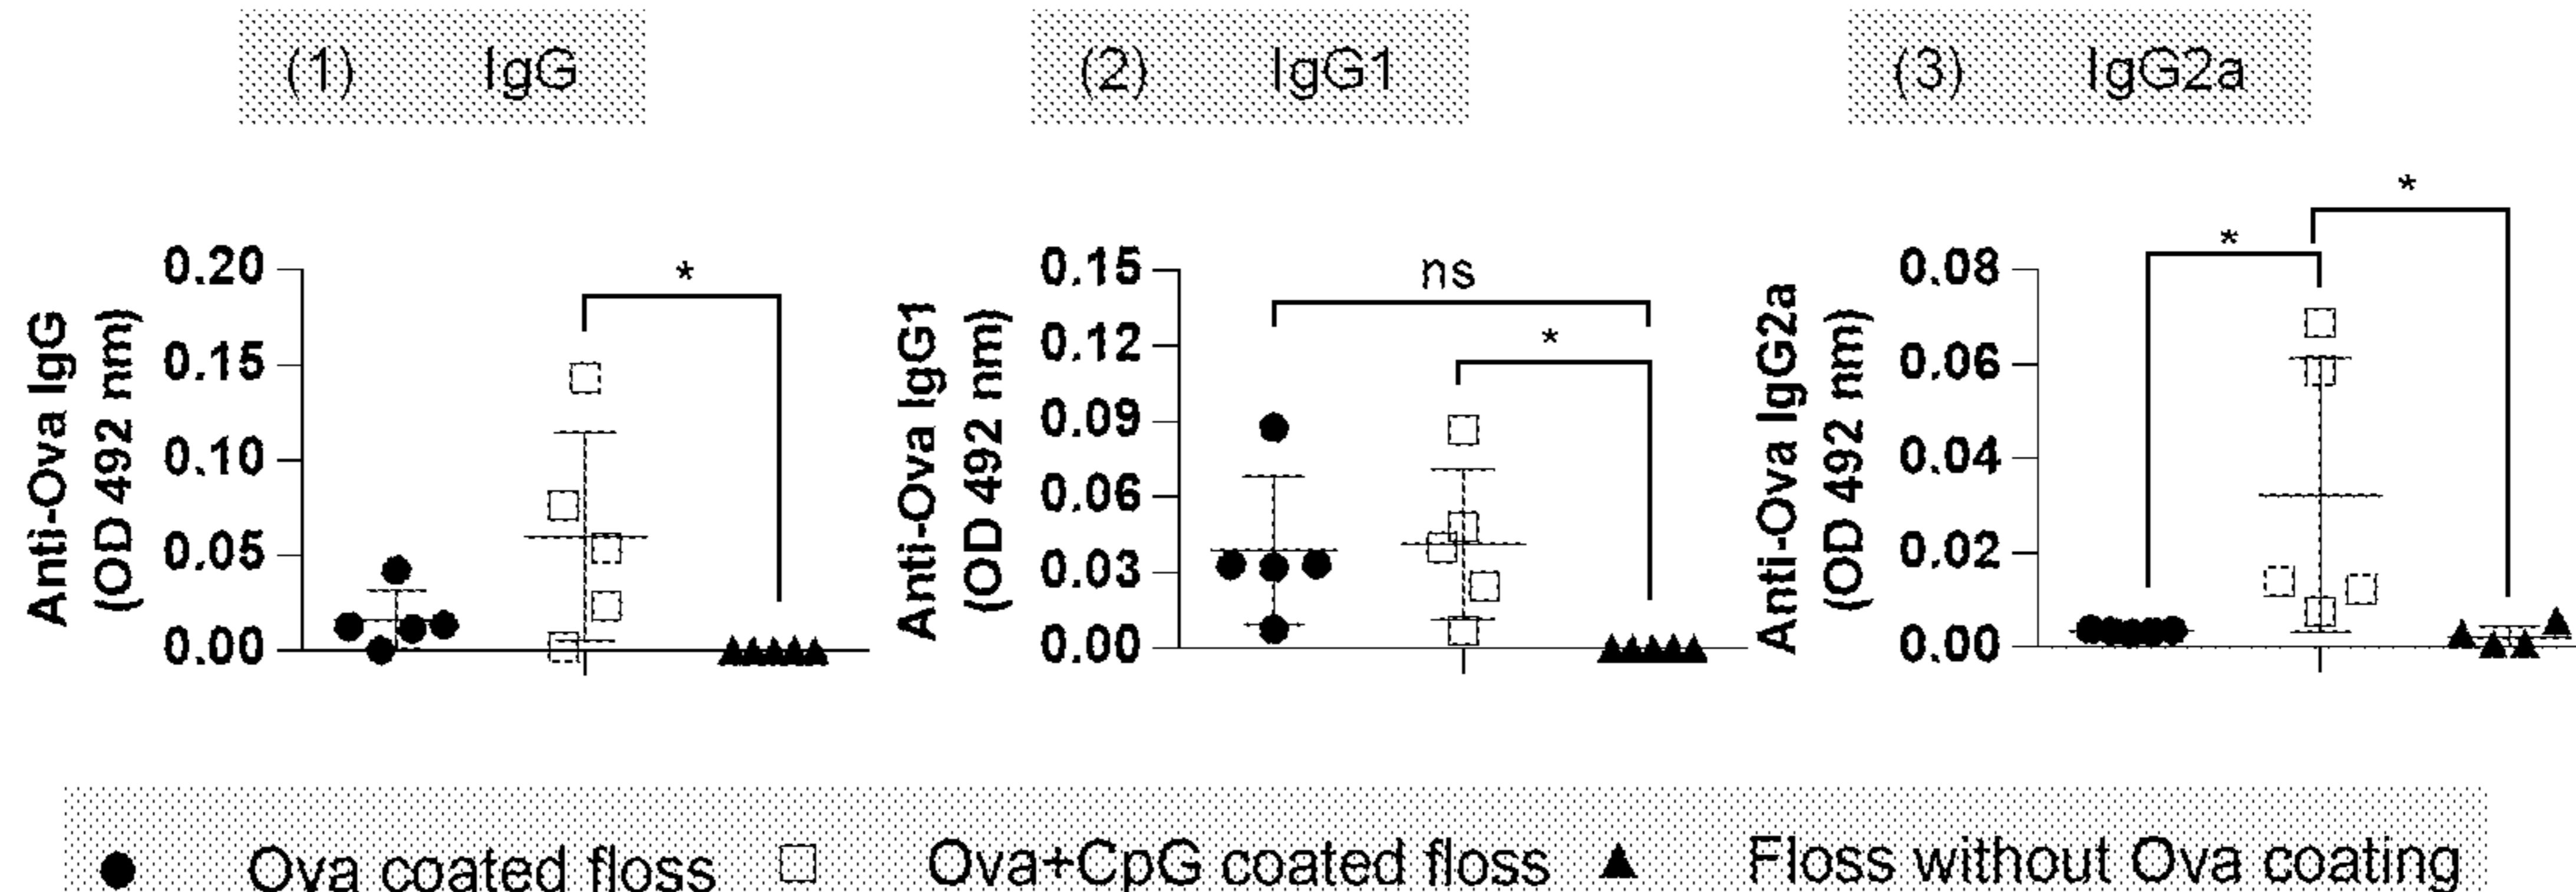 (1) IgG
(2) IgG1
(3) IgG2a
Anti-Ova IgG
(OD 492 nm)
0.20
0.15
0.10
0.05
0.00
*
Anti-Ova IgG1
(OD 492 nm)
0.15
0.12
0.09
0.06
0.03
0.00
ns
*
Anti-Ova IgG2a
(OD 492 nm)
0.08
0.06
0.04
0.02
0.00
*
*
Ova coated floss
Ova+CpG coated floss
Floss without Ova coating